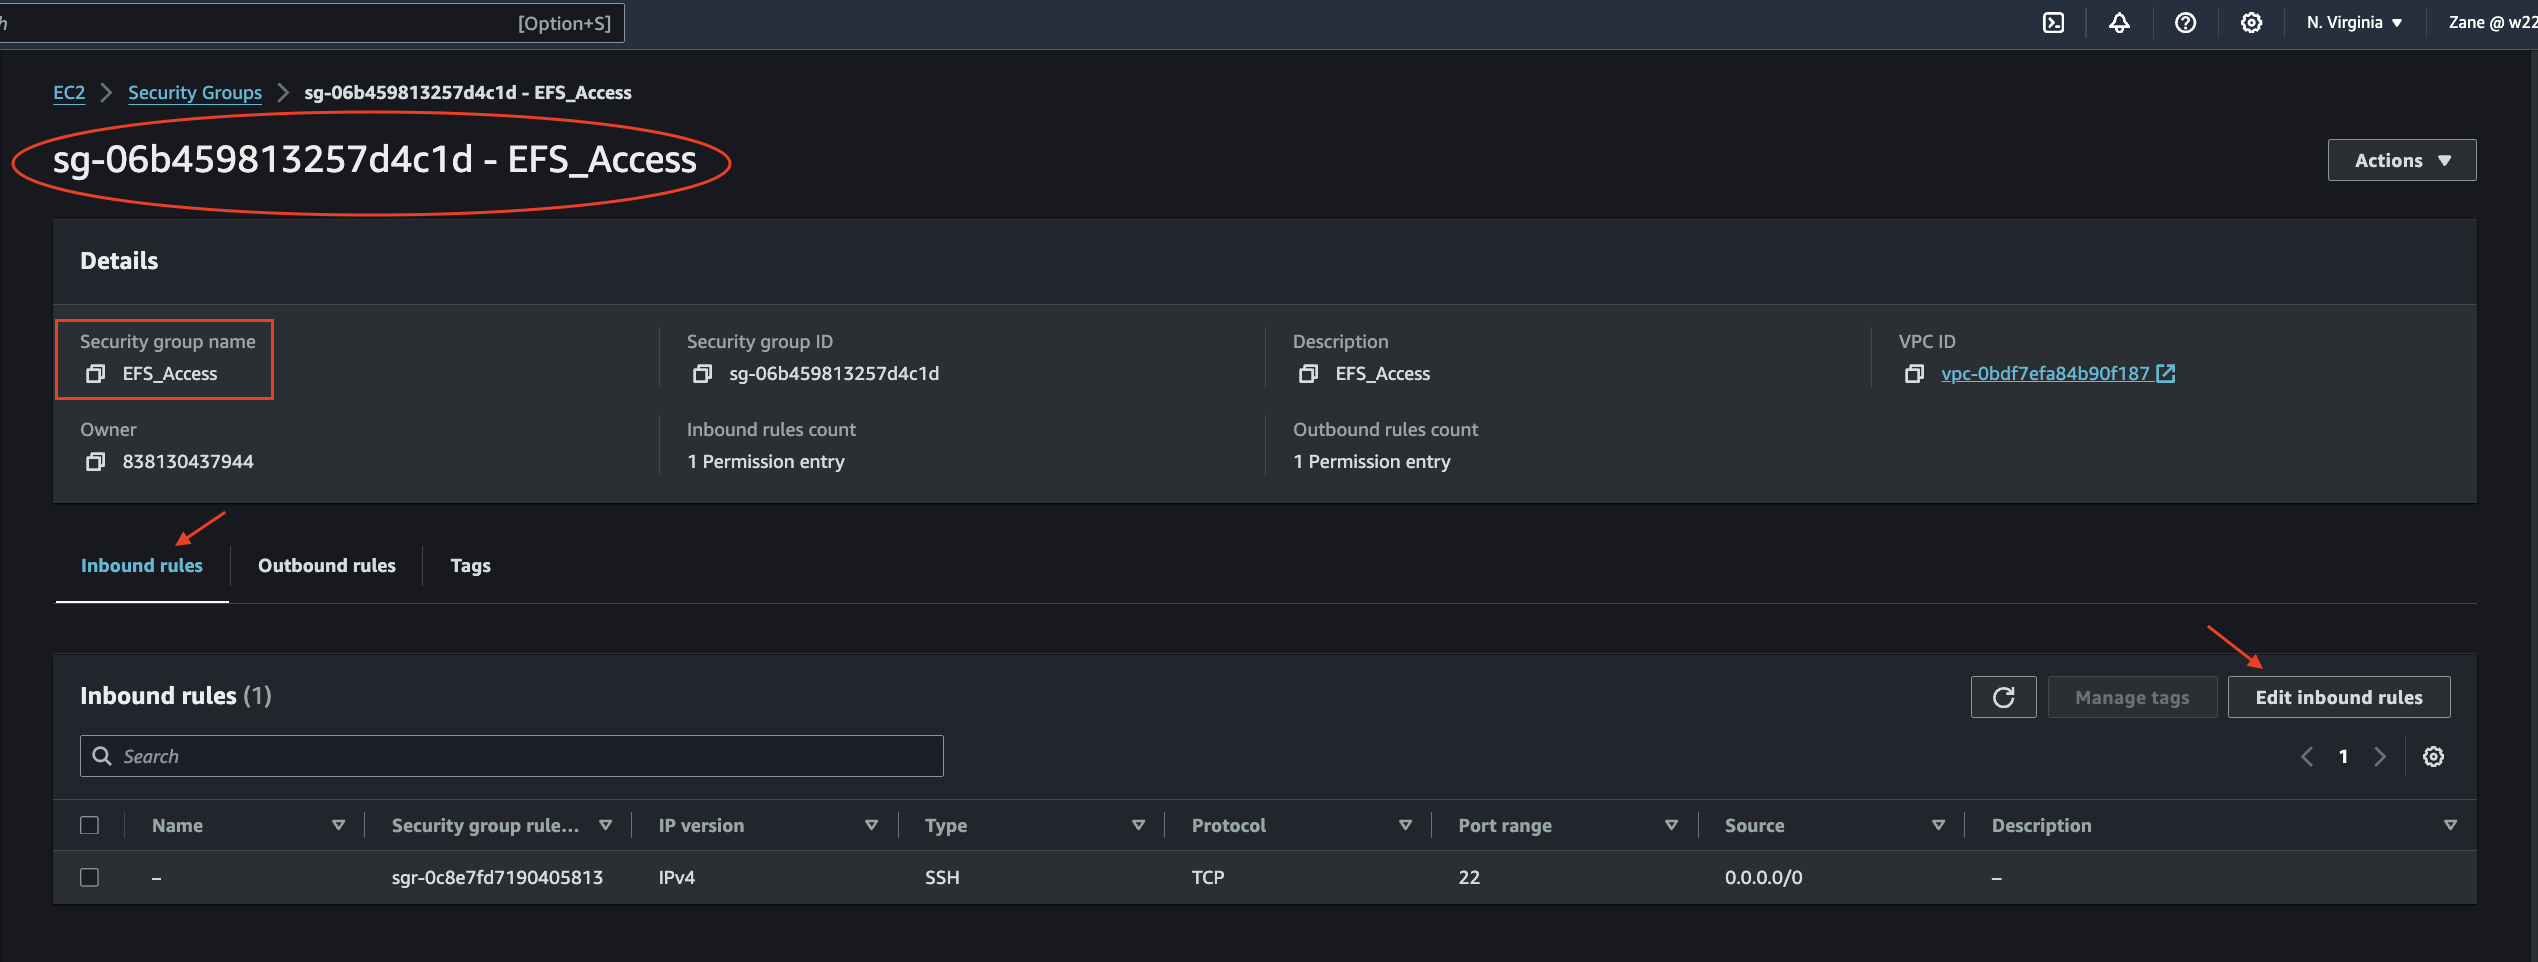 h [Option+S] N. Virginia Zane @ w22
EC2 Security Groups sg-06b459813257d4c1d - EFS_Access
sg-06b459813257d4c1d - EFS_Access
Actions
Details
Security group name
EFS_Access
Security group ID
sg-06b459813257d4c1d
Description
EFS_Access
VPC ID
vpc-0bdf7efa84b90f187
Owner
838130437944
Inbound rules count
1 Permission entry
Outbound rules count
1 Permission entry
Inbound rules Outbound rules Tags
Inbound rules (1)
Manage tags Edit inbound rules
Search
1
Name Security group rule... IP version Type Protocol Port range Source Description
– sgr-0c8e7fd7190405813 IPv4 SSH TCP 22 0.0.0.0/0 –